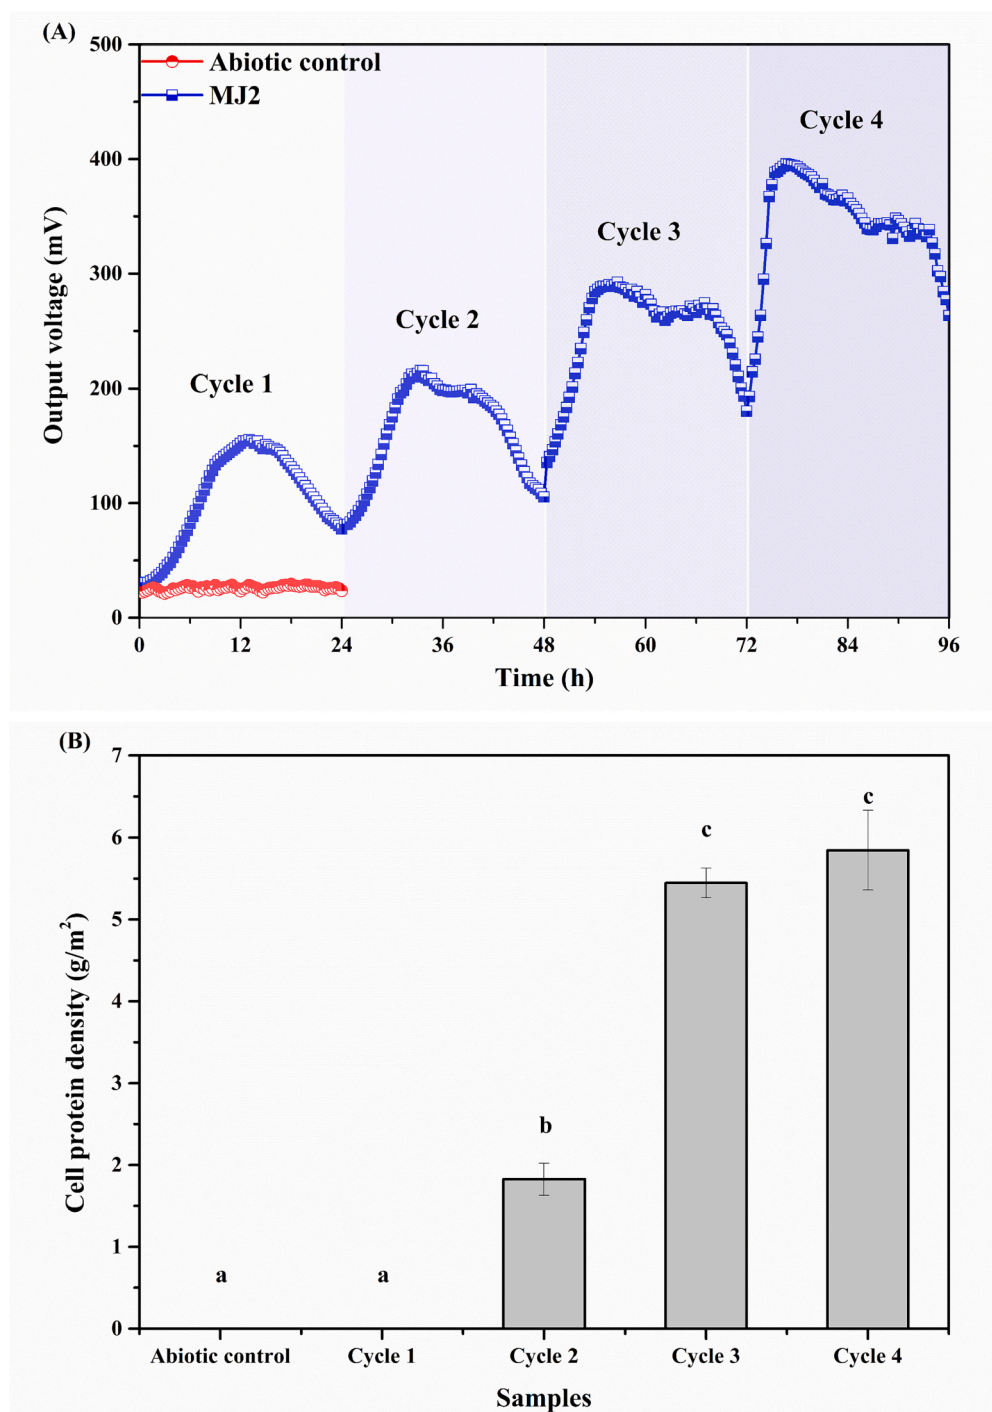 (A)
500
400
300
200
100
0
Output voltage (mV)
Abiotic control
MJ2
Cycle 1
Cycle 2
Cycle 3
Cycle 4
0 12 24 36 48 60 72 84 96
Time (h)
(B)
7
6
5
4
3
2
1
0
Cell protein density (g/m²)
a
a
b
c
c
Abiotic control Cycle 1 Cycle 2 Cycle 3 Cycle 4
Samples